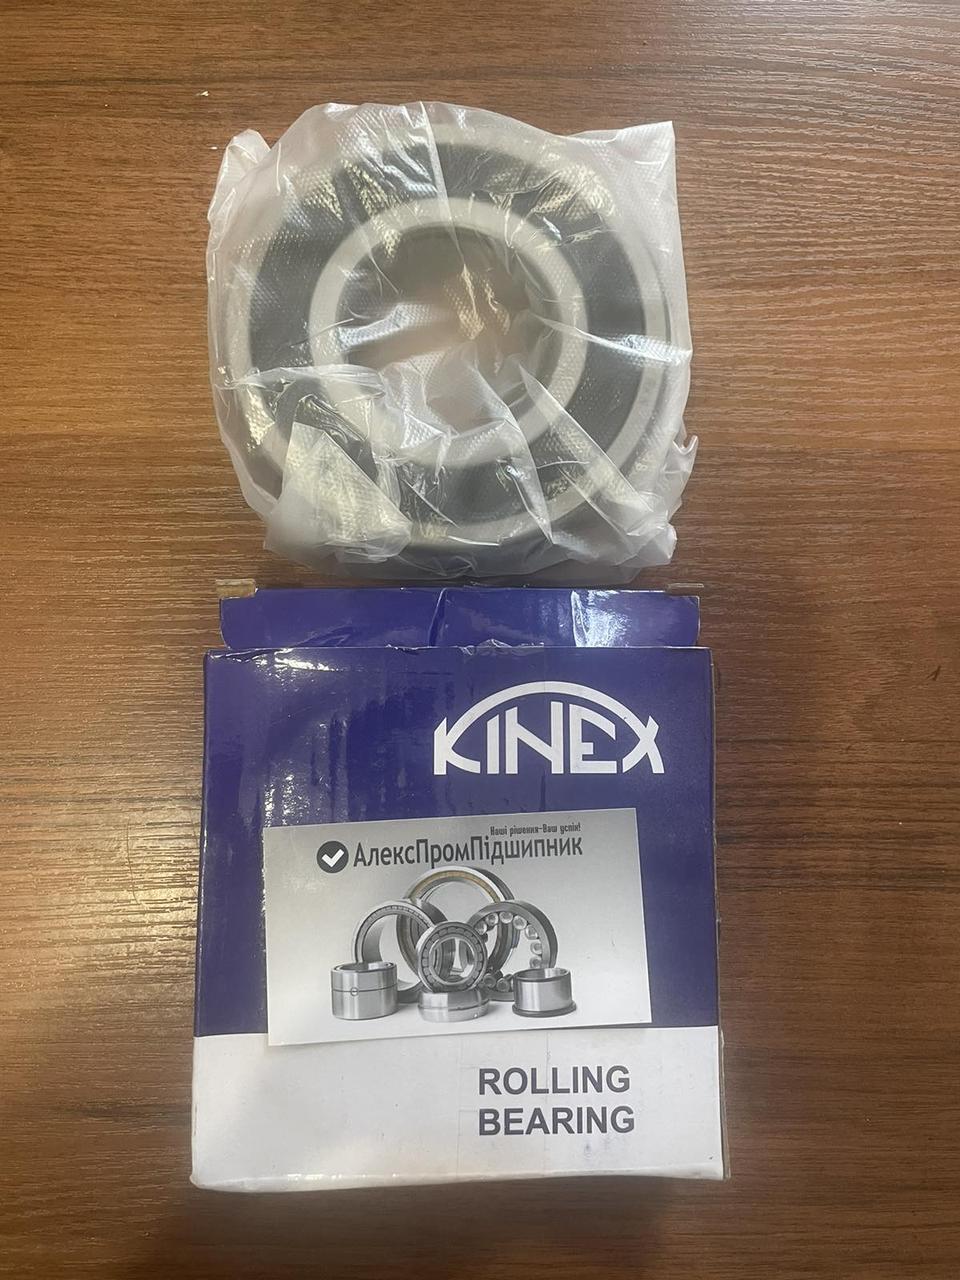 KINEX
Наші рішення-Ваш успіх!
АлексПромПідшипник
ROLLING
BEARING